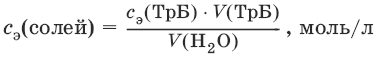 cэ(солей) = cэ(ТрБ) · V(ТрБ) / V(H₂O) , моль/л